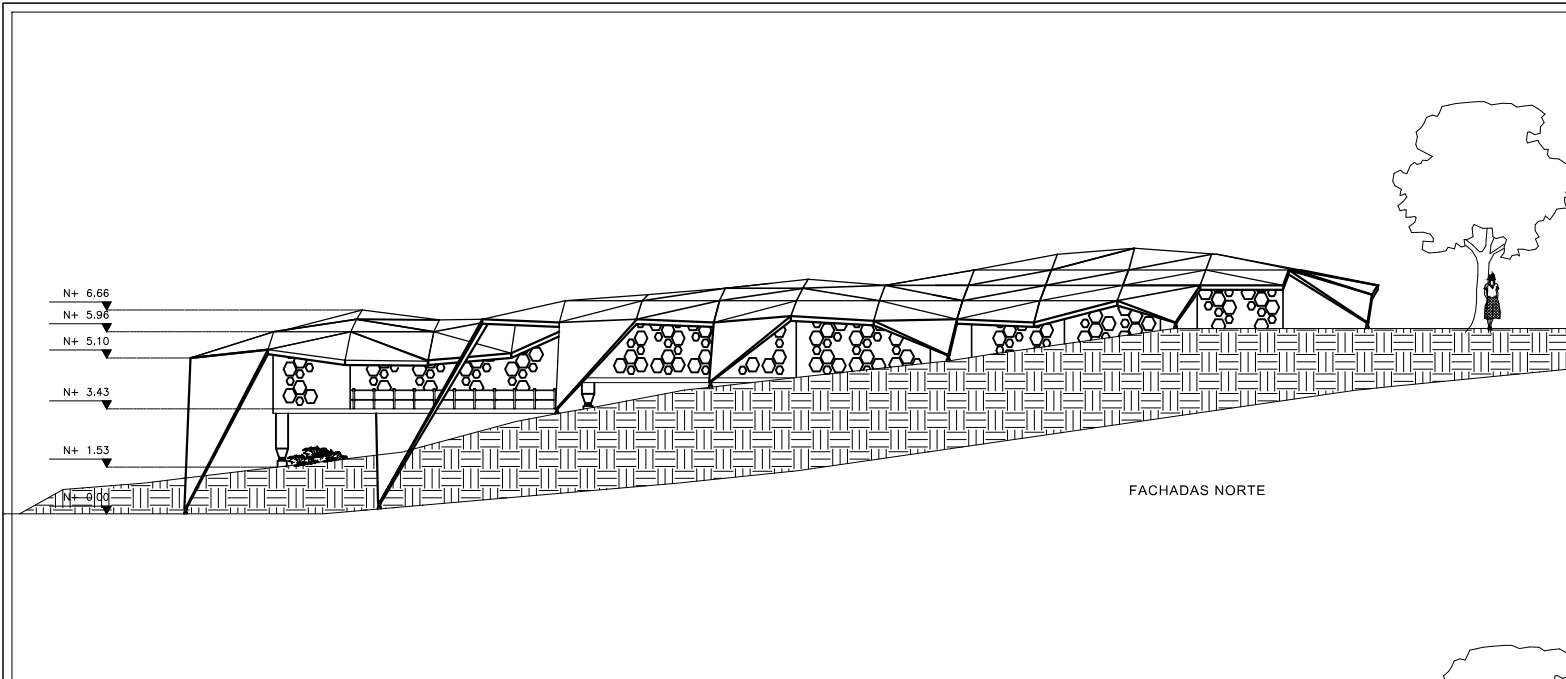 N+ 6.66
N+ 5.96
N+ 5.10
N+ 3.43
N+ 1.53
N+ 0.00
FACHADAS NORTE